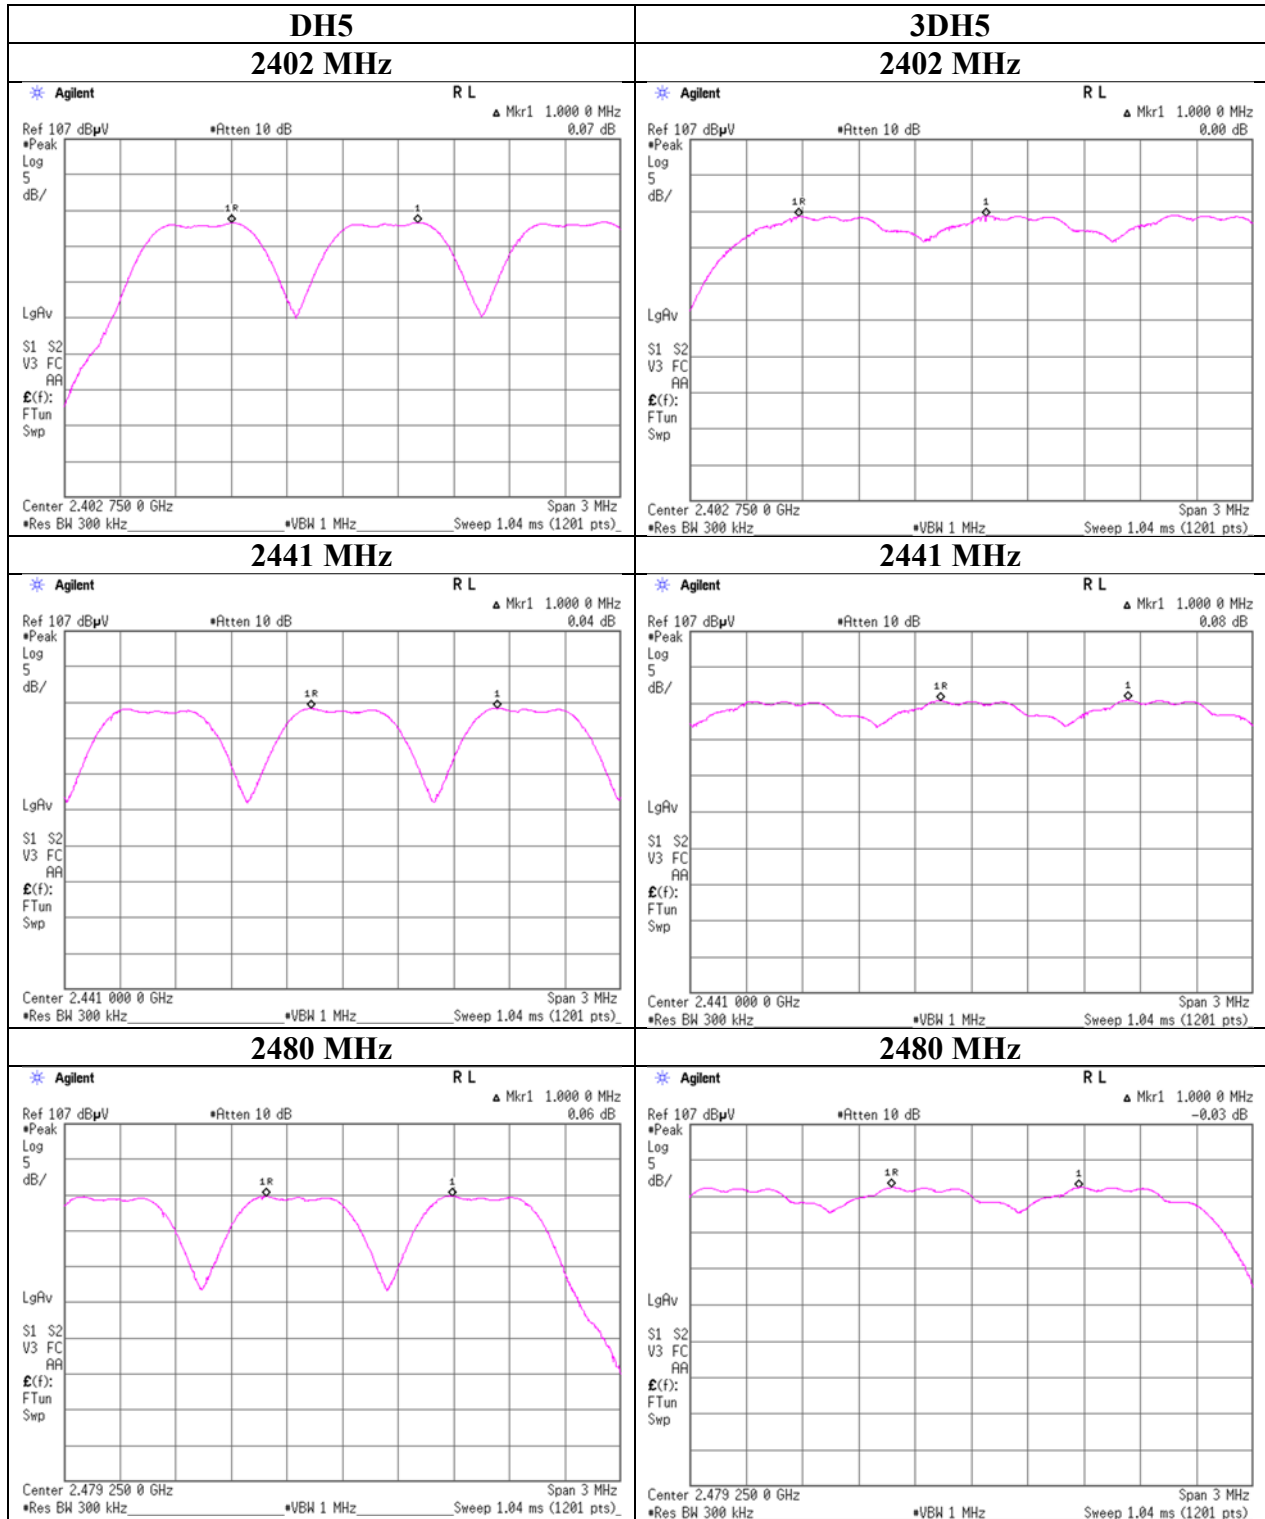 DH5 3DH5
2402 MHz 2402 MHz
Agilent R L
Δ Mkr1 1.000 0 MHz
Ref 107 dBµV *Atten 10 dB 0.07 dB
*Peak
Log
5
dB/
1R 1
LgAv
S1 S2
V3 FC
AA
£(f):
FTun
Swp
Center 2.402 750 0 GHz Span 3 MHz
*Res BW 300 kHz *VBW 1 MHz Sweep 1.04 ms (1201 pts)
Agilent R L
Δ Mkr1 1.000 0 MHz
Ref 107 dBµV *Atten 10 dB 0.00 dB
*Peak
Log
5
dB/
1R 1
LgAv
S1 S2
V3 FC
AA
£(f):
FTun
Swp
Center 2.402 750 0 GHz Span 3 MHz
*Res BW 300 kHz *VBW 1 MHz Sweep 1.04 ms (1201 pts)
2441 MHz 2441 MHz
Agilent R L
Δ Mkr1 1.000 0 MHz
Ref 107 dBµV *Atten 10 dB 0.04 dB
*Peak
Log
5
dB/
1R 1
LgAv
S1 S2
V3 FC
AA
£(f):
FTun
Swp
Center 2.441 000 0 GHz Span 3 MHz
*Res BW 300 kHz *VBW 1 MHz Sweep 1.04 ms (1201 pts)
Agilent R L
Δ Mkr1 1.000 0 MHz
Ref 107 dBµV *Atten 10 dB 0.08 dB
*Peak
Log
5
dB/
1R 1
LgAv
S1 S2
V3 FC
AA
£(f):
FTun
Swp
Center 2.441 000 0 GHz Span 3 MHz
*Res BW 300 kHz *VBW 1 MHz Sweep 1.04 ms (1201 pts)
2480 MHz 2480 MHz
Agilent R L
Δ Mkr1 1.000 0 MHz
Ref 107 dBµV *Atten 10 dB 0.06 dB
*Peak
Log
5
dB/
1R 1
LgAv
S1 S2
V3 FC
AA
£(f):
FTun
Swp
Center 2.479 250 0 GHz Span 3 MHz
*Res BW 300 kHz *VBW 1 MHz Sweep 1.04 ms (1201 pts)
Agilent R L
Δ Mkr1 1.000 0 MHz
Ref 107 dBµV *Atten 10 dB -0.03 dB
*Peak
Log
5
dB/
1R 1
LgAv
S1 S2
V3 FC
AA
£(f):
FTun
Swp
Center 2.479 250 0 GHz Span 3 MHz
*Res BW 300 kHz *VBW 1 MHz Sweep 1.04 ms (1201 pts)